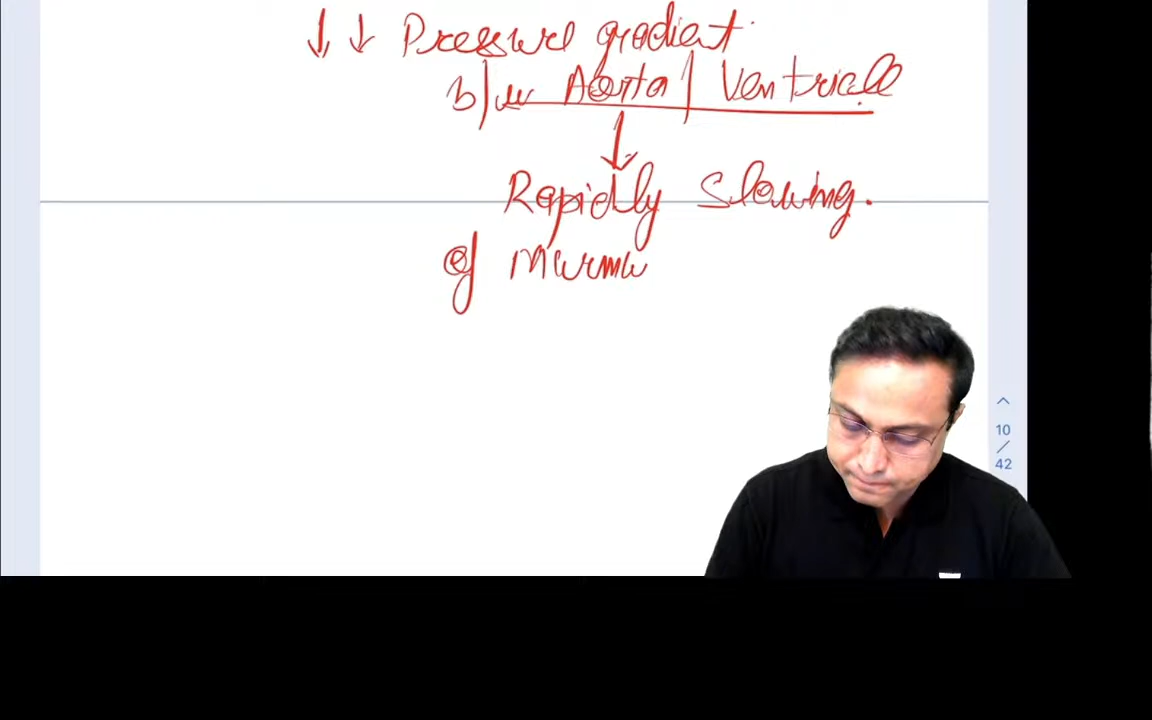 ↓ ↓ Pressure gradient
b/w Aorta / Ventricle
↓
Rapidly Slowing.
of Murmu
^
10
/
42